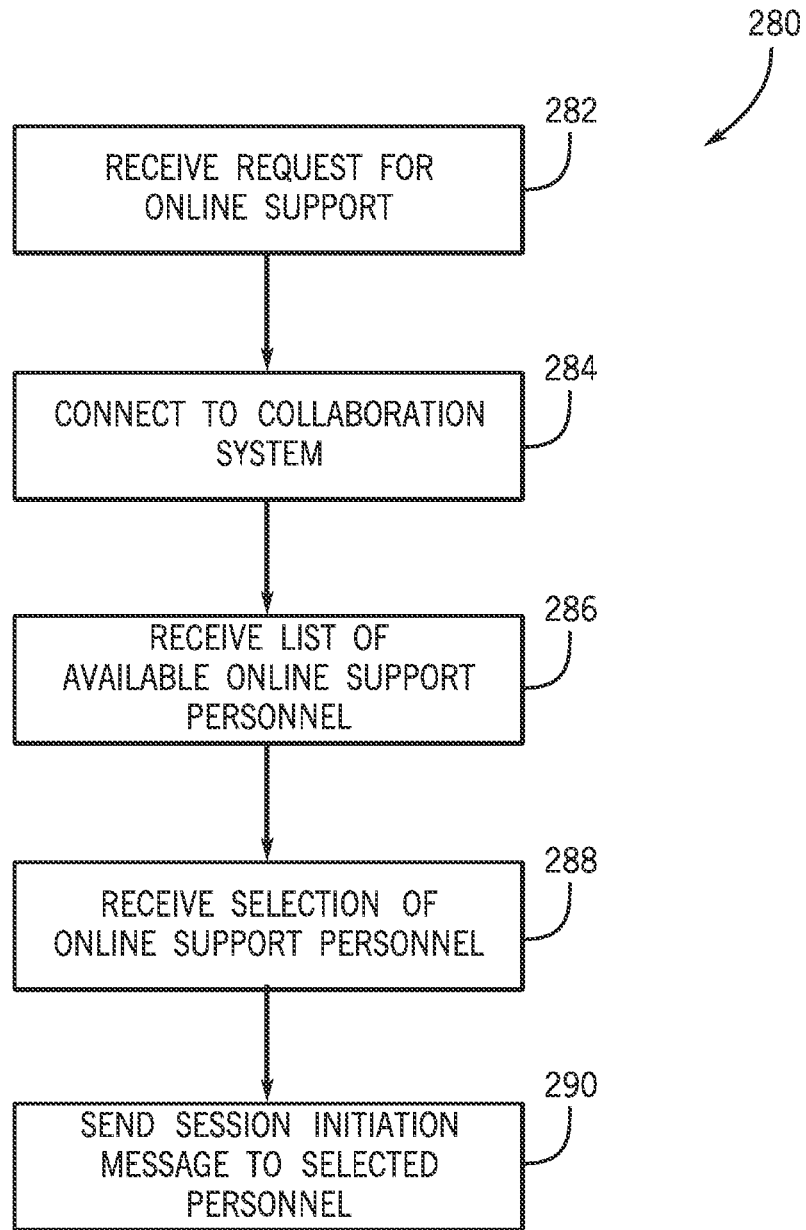 280
282
RECEIVE REQUEST FOR
ONLINE SUPPORT
284
CONNECT TO COLLABORATION
SYSTEM
286
RECEIVE LIST OF
AVAILABLE ONLINE SUPPORT
PERSONNEL
288
RECEIVE SELECTION OF
ONLINE SUPPORT PERSONNEL
290
SEND SESSION INITIATION
MESSAGE TO SELECTED
PERSONNEL